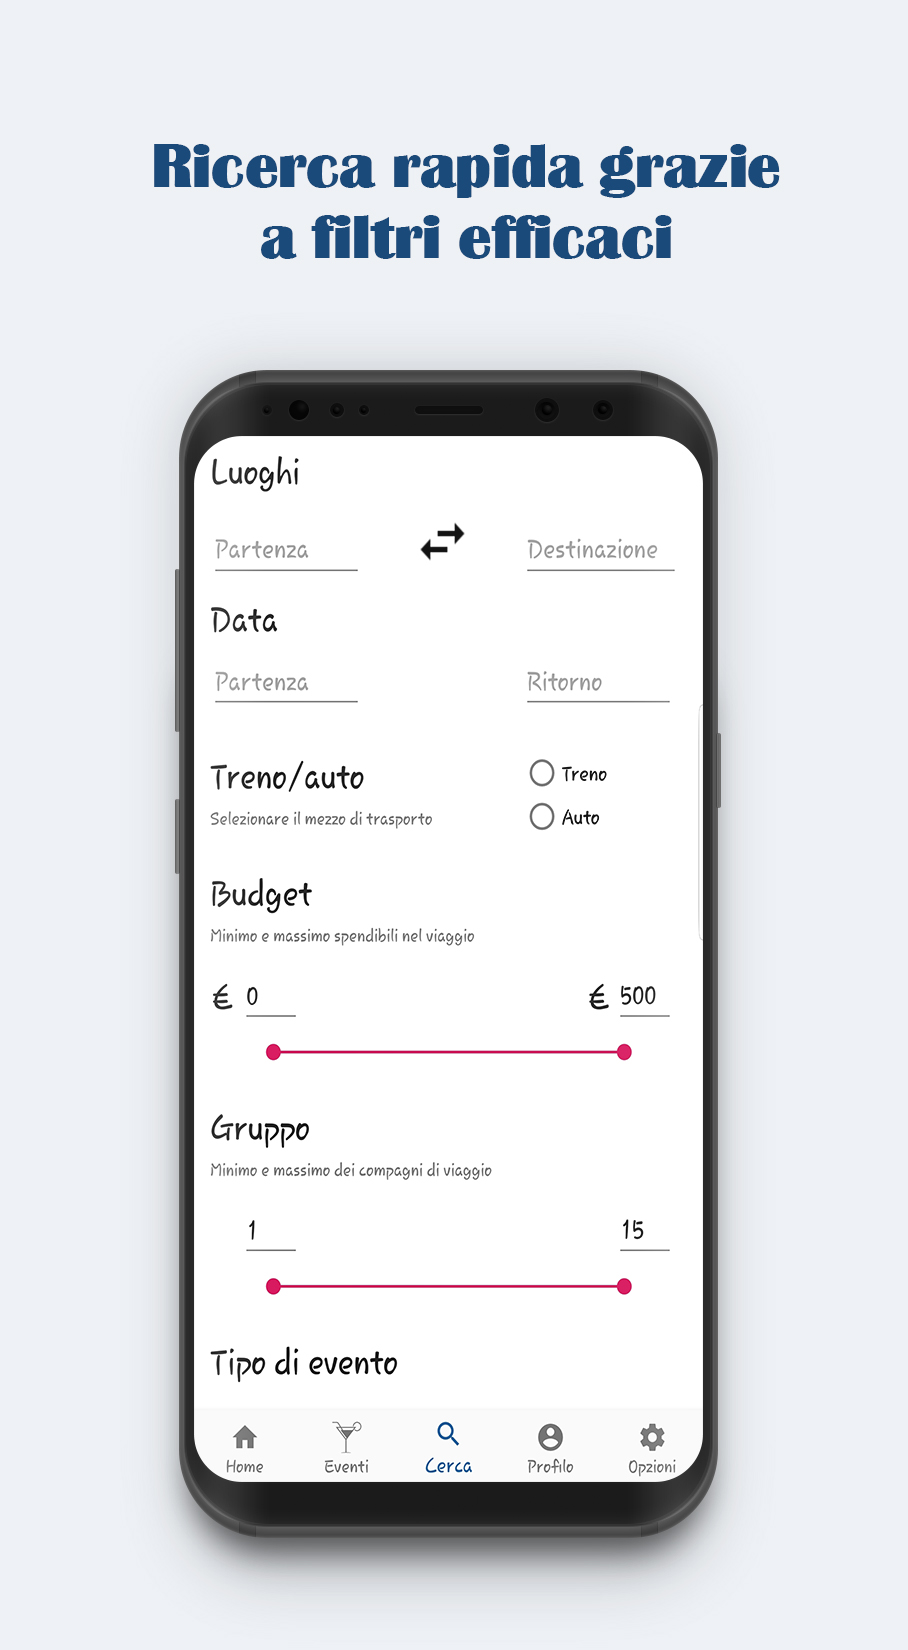 Ricerca rapida grazie
a filtri efficaci
Luoghi
Partenza Destinazione
Data
Partenza Ritorno
Treno/auto Treno
Selezionare il mezzo di trasporto Auto
Budget
Minimo e massimo spendibili nel viaggio
€ 0 € 500
Gruppo
Minimo e massimo dei compagni di viaggio
1 15
Tipo di evento
Home Eventi Cerca Profilo Opzioni